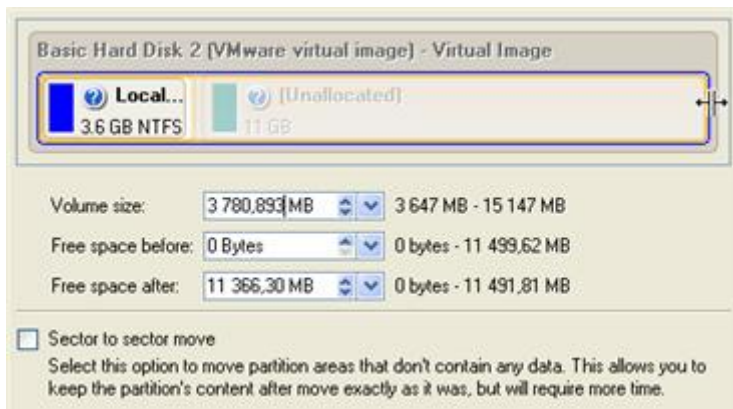 Basic Hard Disk 2 (VMware virtual image) - Virtual Image
Local... (Unallocated)
3.6 GB NTFS 11 GB
Volume size: 3 780,893 MB 3 647 MB - 15 147 MB
Free space before: 0 Bytes 0 bytes - 11 499,62 MB
Free space after: 11 366,30 MB 0 bytes - 11 491,81 MB
Sector to sector move
Select this option to move partition areas that don't contain any data. This allows you to
keep the partition's content after move exactly as it was, but will require more time.